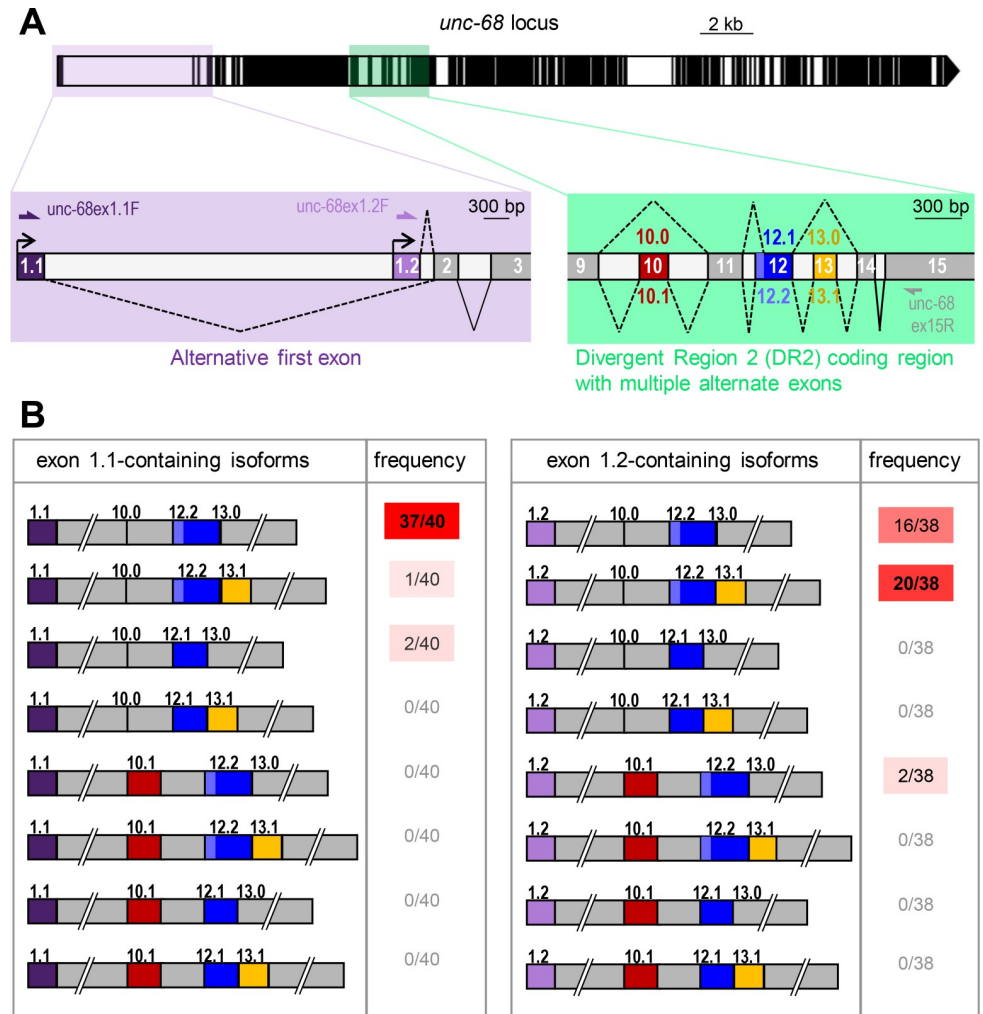 A
unc-68 locus
2 kb
unc-68ex1.1F
unc-68ex1.2F
300 bp
1.1
1.2
2
3
Alternative first exon
300 bp
10.0
12.1
13.0
9
10
11
12
13
14
15
10.1
12.2
13.1
unc-68
ex15R
Divergent Region 2 (DR2) coding region
with multiple alternate exons
B
exon 1.1-containing isoforms
frequency
1.1 10.0 12.2 13.0
37/40
1.1 10.0 12.2 13.1
1/40
1.1 10.0 12.1 13.0
2/40
1.1 10.0 12.1 13.1
0/40
1.1 10.1 12.2 13.0
0/40
1.1 10.1 12.2 13.1
0/40
1.1 10.1 12.1 13.0
0/40
1.1 10.1 12.1 13.1
0/40
exon 1.2-containing isoforms
frequency
1.2 10.0 12.2 13.0
16/38
1.2 10.0 12.2 13.1
20/38
1.2 10.0 12.1 13.0
0/38
1.2 10.0 12.1 13.1
0/38
1.2 10.1 12.2 13.0
2/38
1.2 10.1 12.2 13.1
0/38
1.2 10.1 12.1 13.0
0/38
1.2 10.1 12.1 13.1
0/38